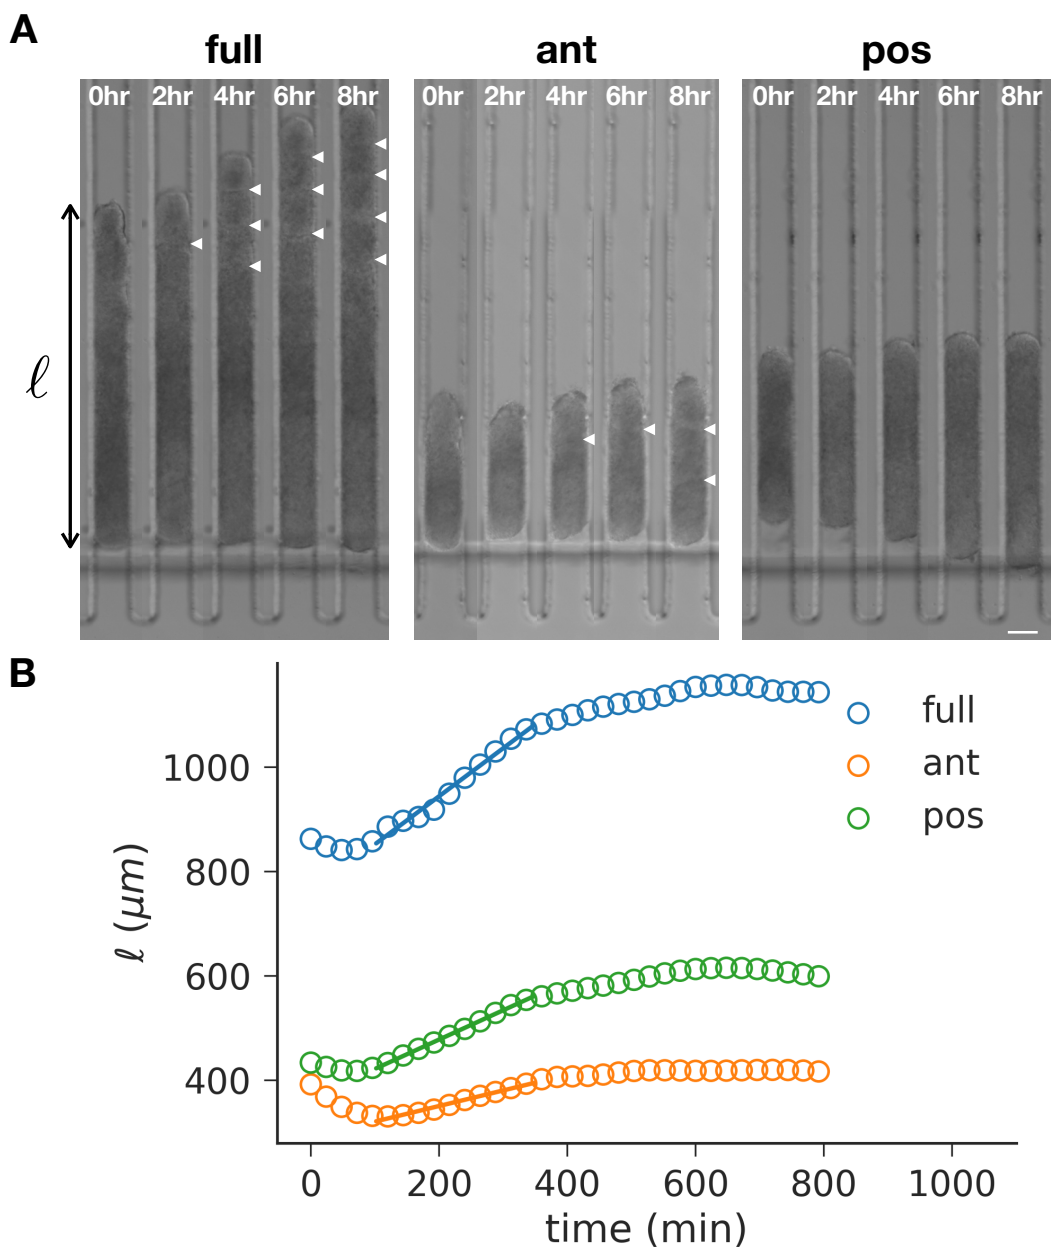 A
full ant pos
0hr 2hr 4hr 6hr 8hr 0hr 2hr 4hr 6hr 8hr 0hr 2hr 4hr 6hr 8hr
ℓ
B
full
ant
pos
1000
800
600
400
ℓ (μm)
0 200 400 600 800 1000
time (min)